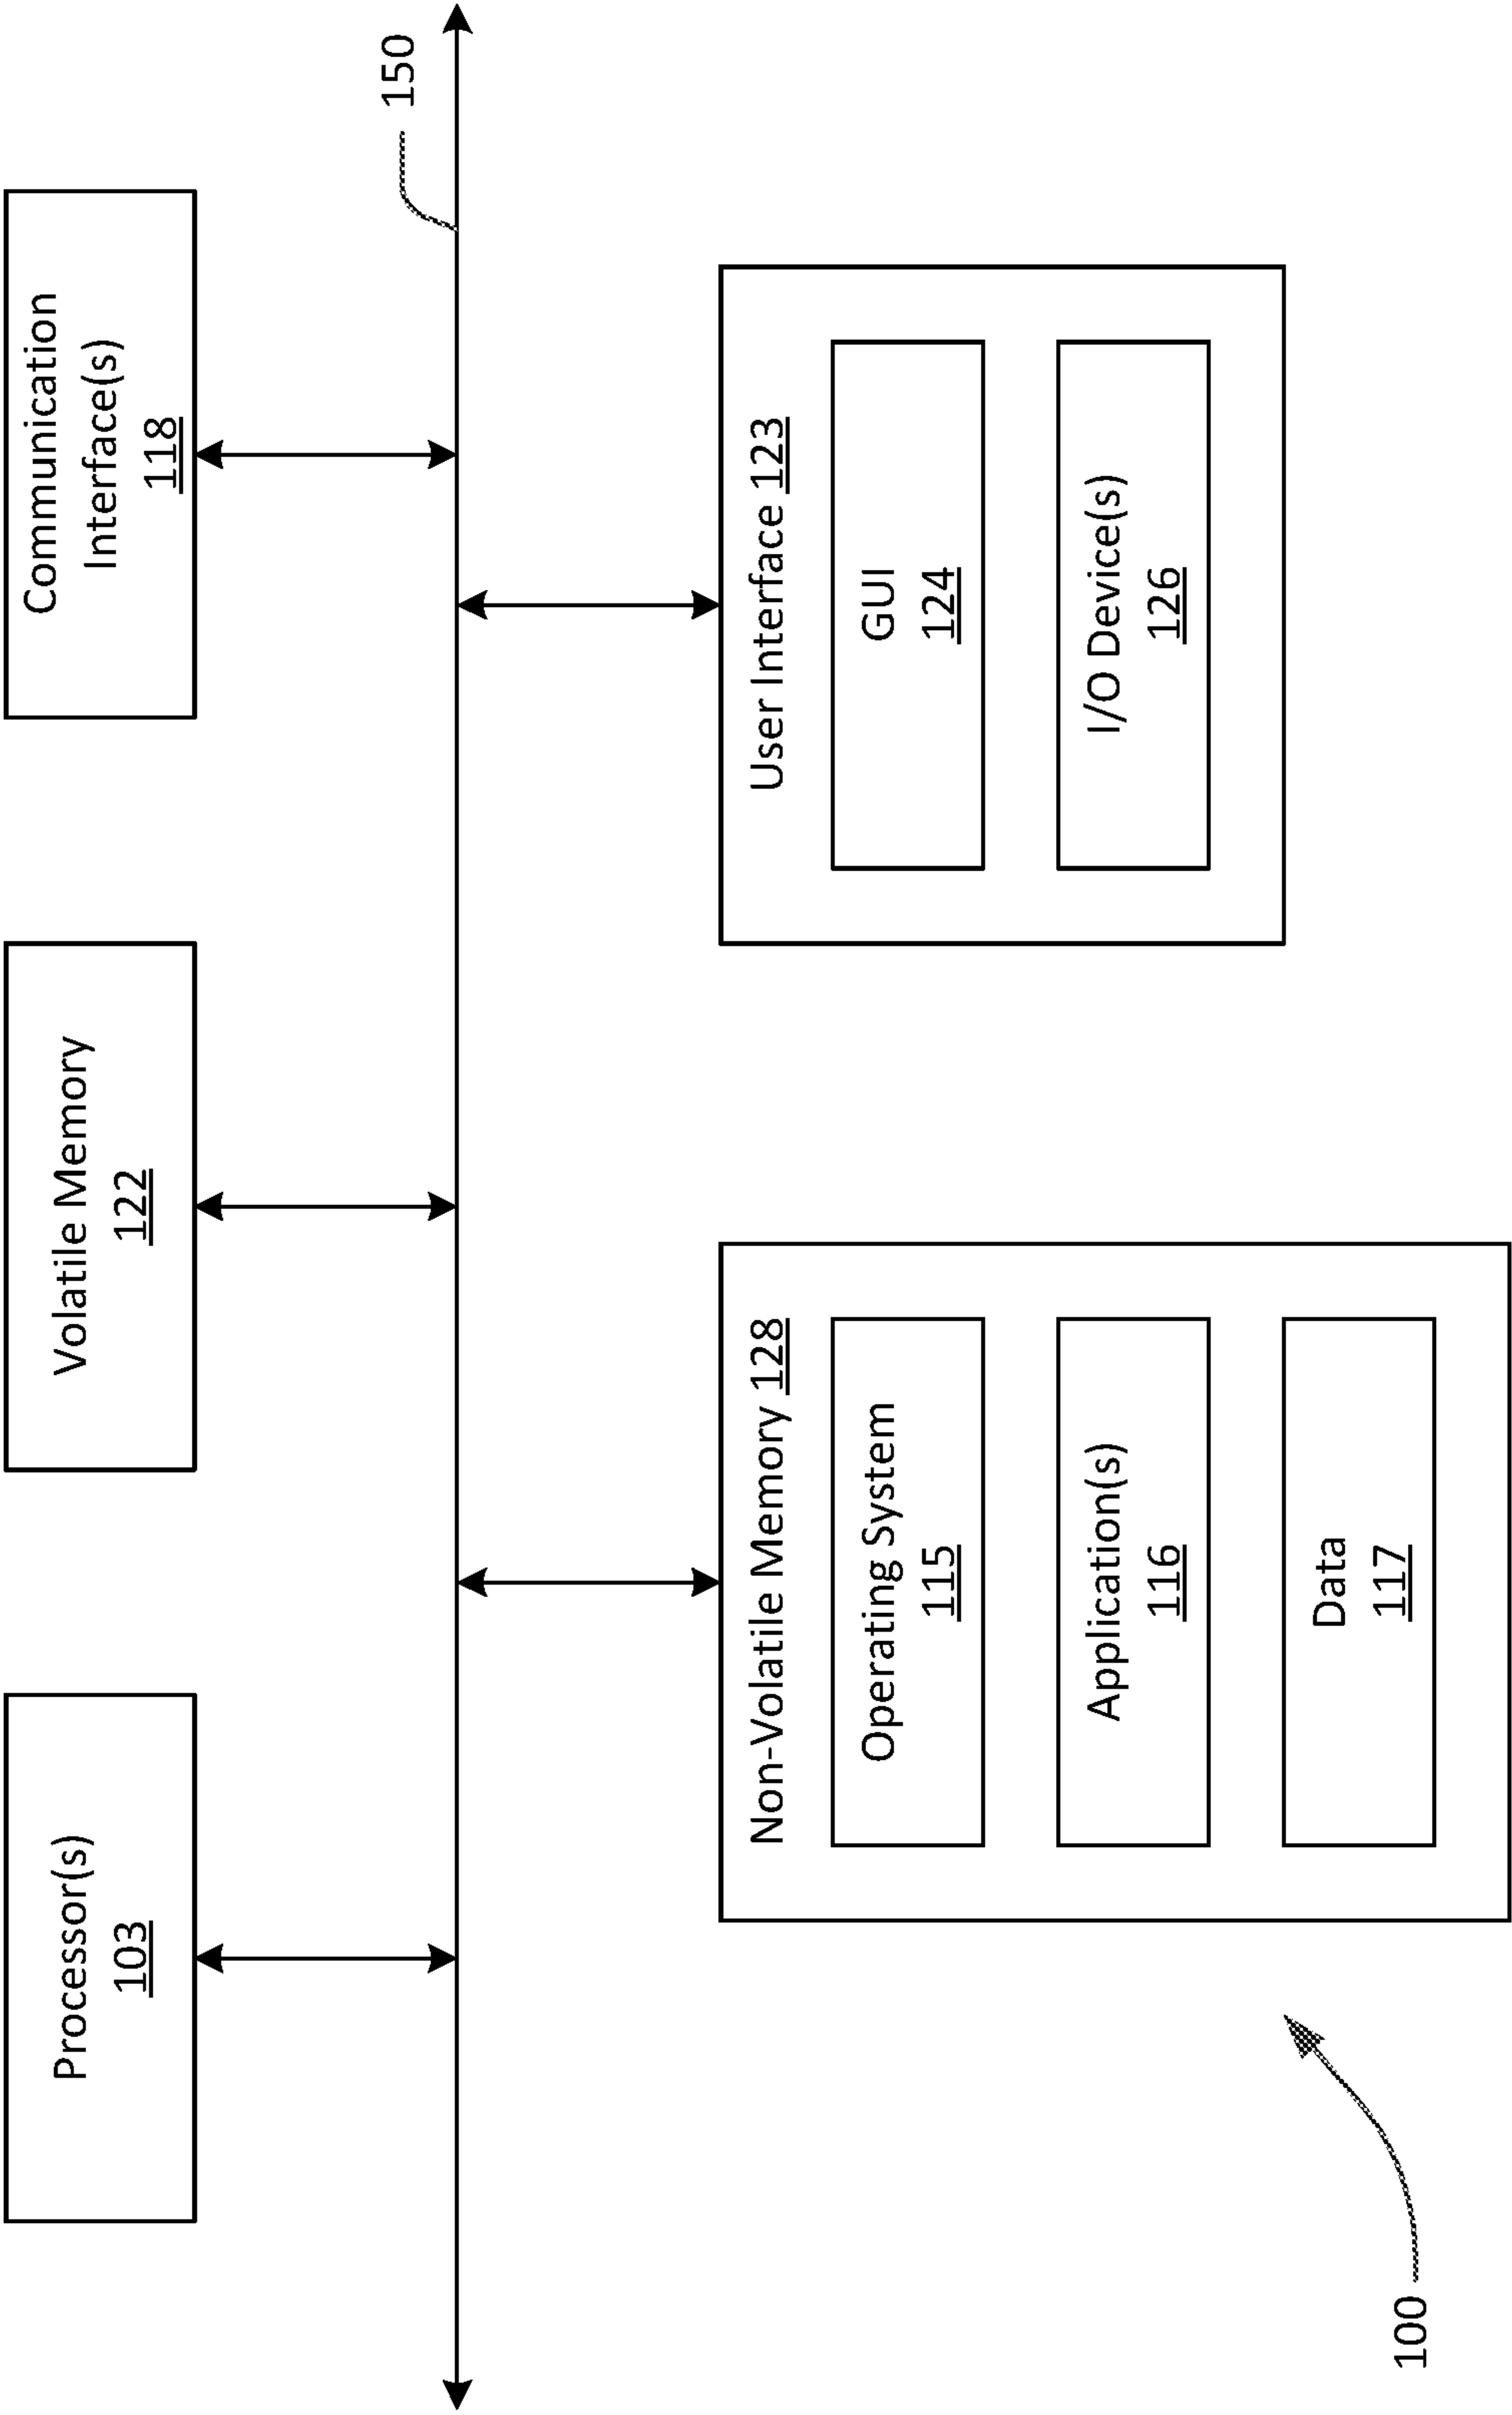 Processor(s)
103
Volatile Memory
122
Communication
Interface(s)
118
150
Non-Volatile Memory 128
Operating System
115
Application(s)
116
Data
117
User Interface 123
GUI
124
I/O Device(s)
126
100